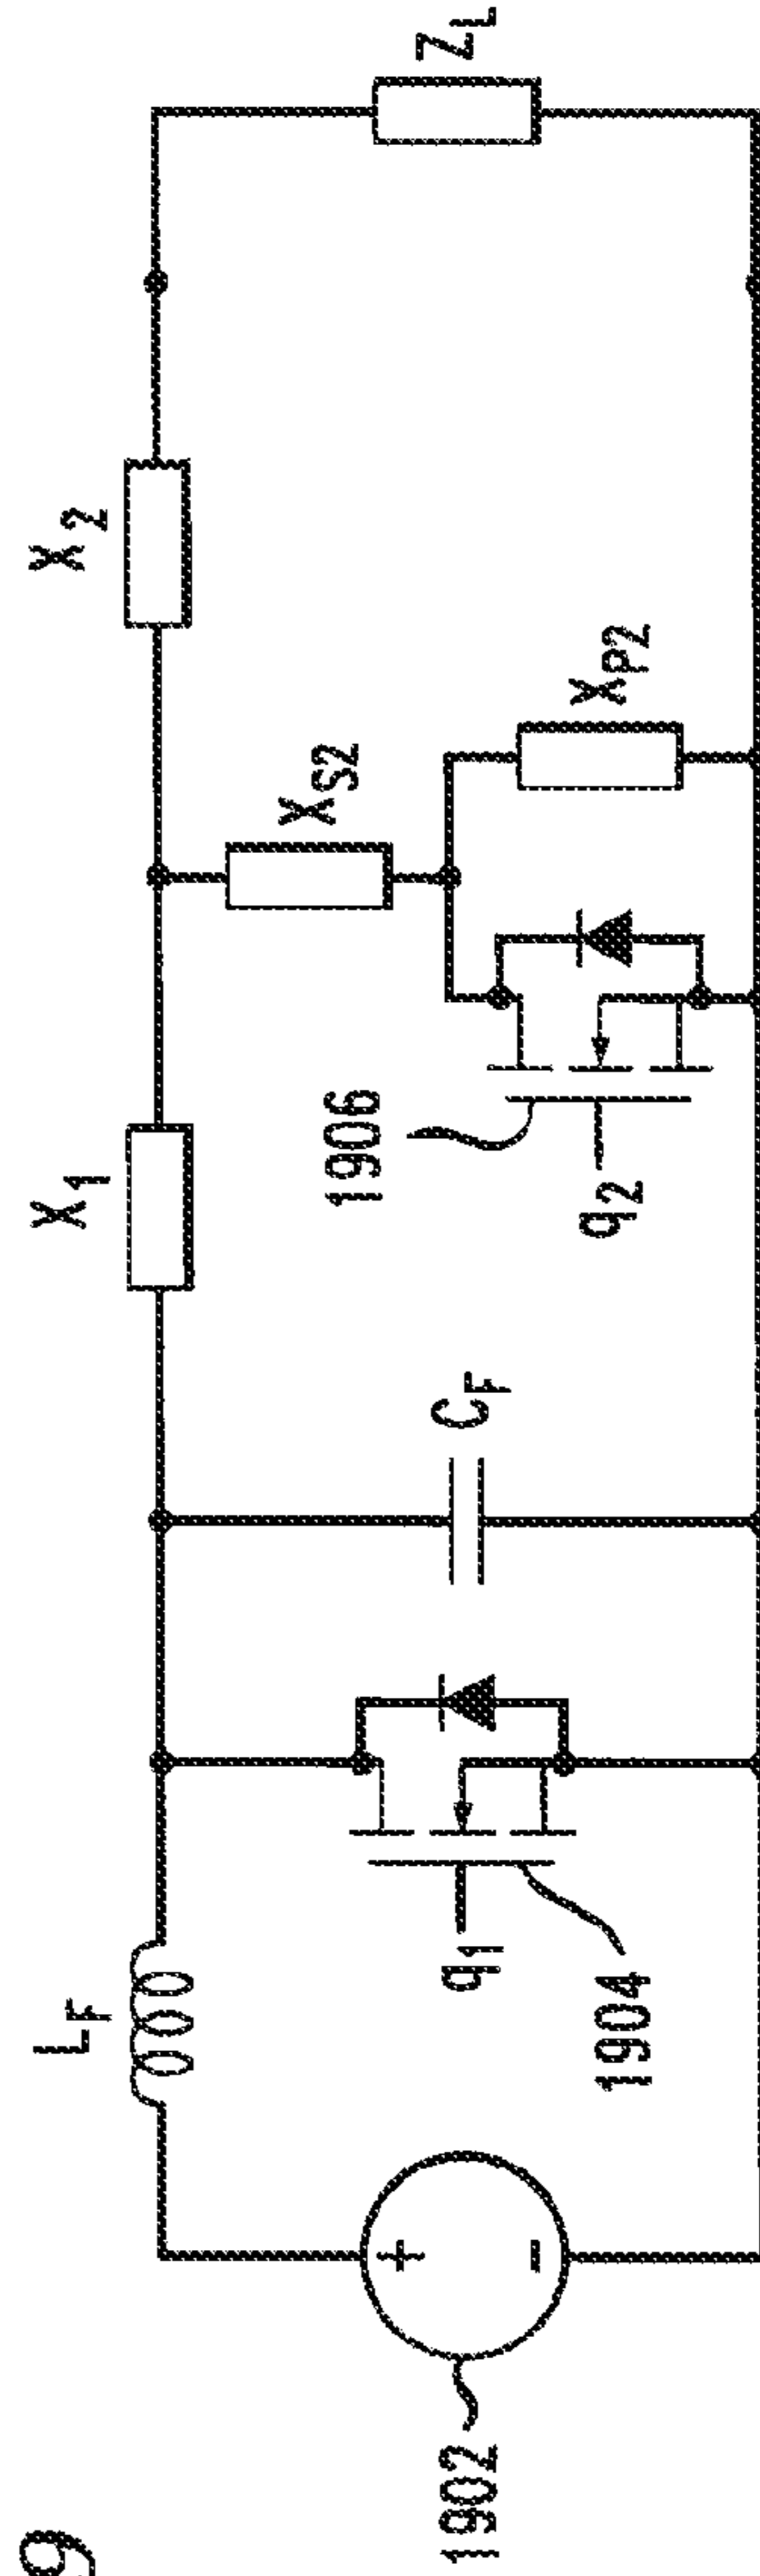 9
1902
L_F
q_1
1904
C_F
X_1
1906
q_2
X_S2
X_P2
X_2
Z_L
+
-